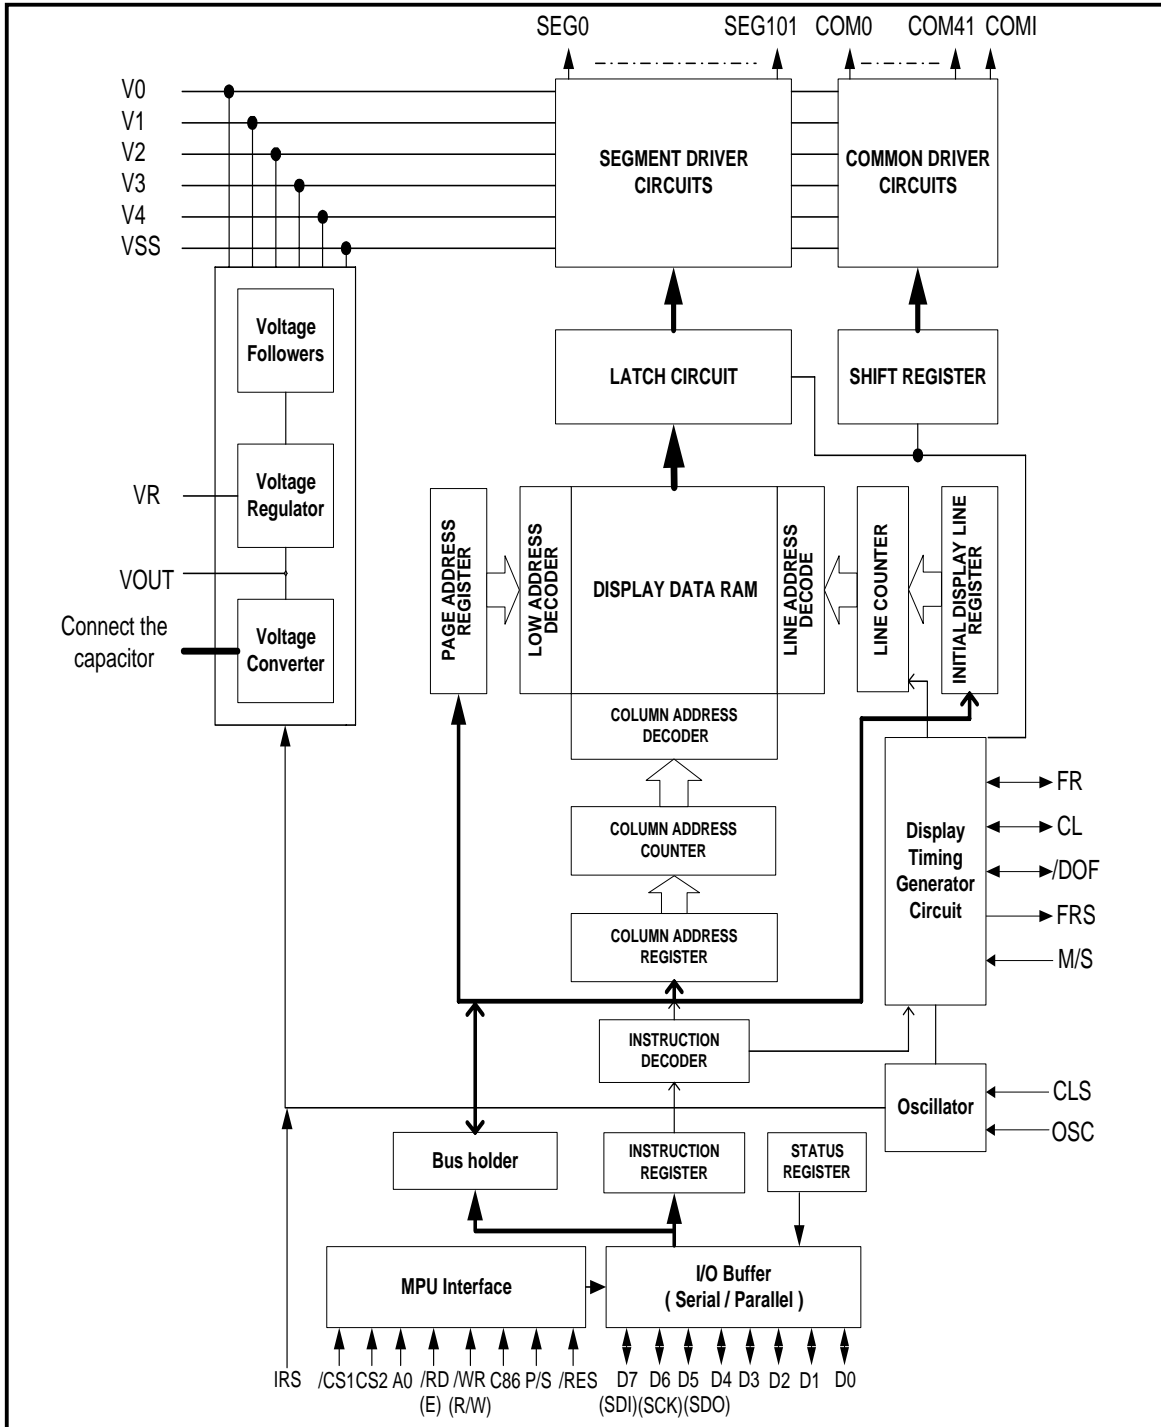 SEG0 SEG101 COM0 COM41 COMI
V0
V1
V2
V3
V4
VSS
SEGMENT DRIVER
CIRCUITS
COMMON DRIVER
CIRCUITS
Voltage
Followers
LATCH CIRCUIT
SHIFT REGISTER
VR
Voltage
Regulator
VOUT
Connect the
capacitor
Voltage
Converter
PAGE ADDRESS
REGISTER
LOW ADDRESS
DECODER
DISPLAY DATA RAM
LINE ADDRESS
DECODE
LINE COUNTER
INITIAL DISPLAY LINE
REGISTER
COLUMN ADDRESS
DECODER
COLUMN ADDRESS
COUNTER
COLUMN ADDRESS
REGISTER
Display
Timing
Generator
Circuit
FR
CL
/DOF
FRS
M/S
INSTRUCTION
DECODER
Oscillator
CLS
OSC
Bus holder
INSTRUCTION
REGISTER
STATUS
REGISTER
MPU Interface
I/O Buffer
( Serial / Parallel )
IRS /CS1 CS2 A0 /RD /WR C86 P/S /RES D7 D6 D5 D4 D3 D2 D1 D0
(E) (R/W) (SDI) (SCK) (SDO)